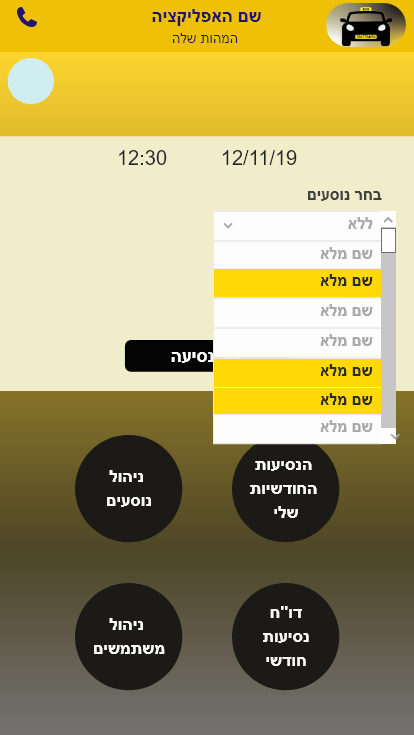 שם האפליקציה
המהות שלה
12/11/19 12:30
בחר נוסעים
ללא
שם מלא
שם מלא
שם מלא
שם מלא
שם מלא
שם מלא
שם מלא
נסיעה
הנסיעות
החודשיות
שלי
ניהול
נוסעים
דו"ח
נסיעות
חודשי
ניהול
משתמשים